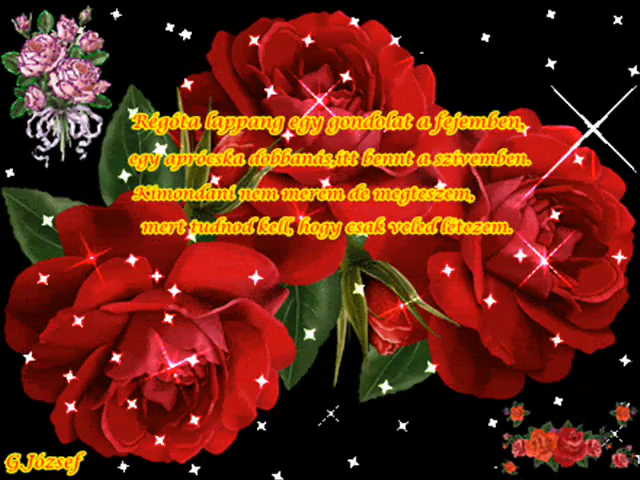 Régóta lappang egy gondolat a fejemben,
egy aprócska dobbanás,itt bennt a szívemben.
Kimondani nem merem de megteszem,
mert tudnod kell, hogy csak veled létezem.
G.József